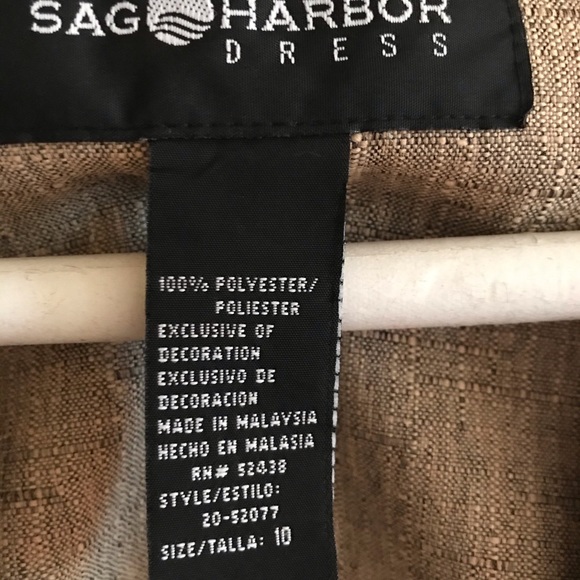 SAG HARBOR
DRESS
100% POLYESTER/
POLIESTER
EXCLUSIVE OF
DECORATION
EXCLUSIVO DE
DECORACION
MADE IN MALAYSIA
HECHO EN MALASIA
RN# 52438
STYLE/ESTILO:
20-52077
SIZE/TALLA: 10